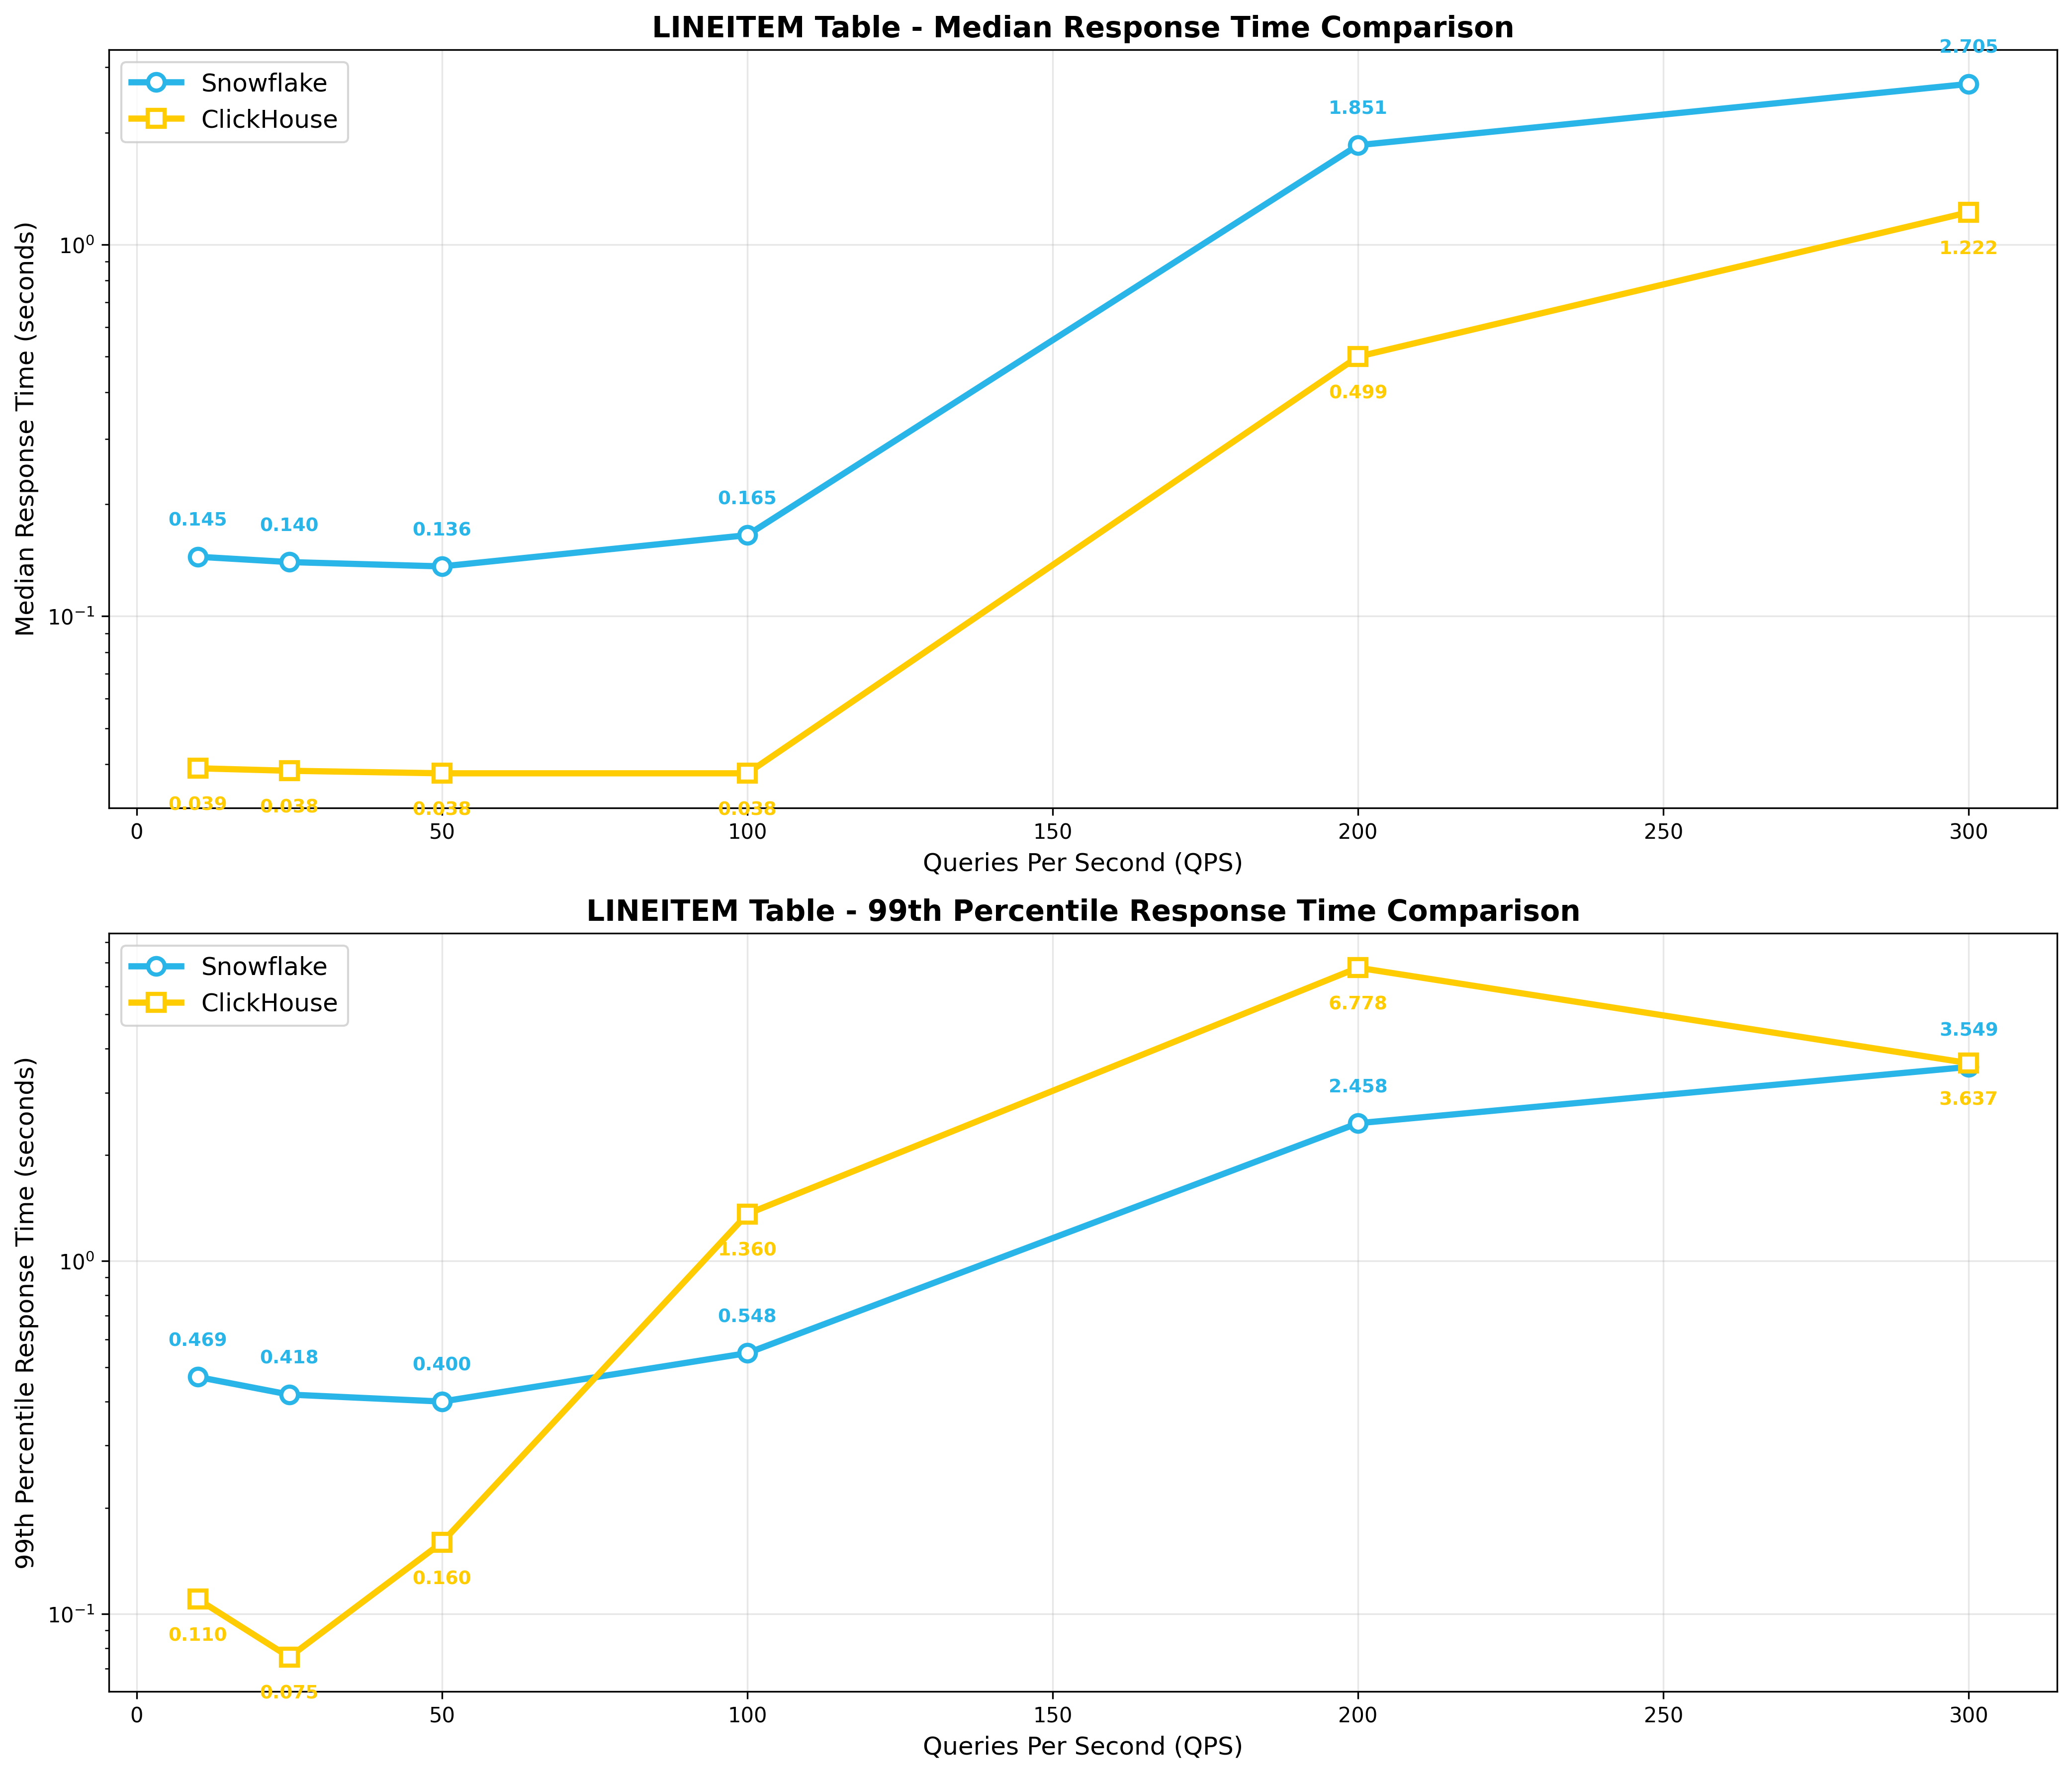 LINEITEM Table - Median Response Time Comparison
Snowflake
ClickHouse
Median Response Time (seconds)
10⁰
10⁻¹
0.145
0.140
0.136
0.165
1.851
2.705
0.039
0.038
0.038
0.038
0.499
1.222
0 50 100 150 200 250 300
Queries Per Second (QPS)
LINEITEM Table - 99th Percentile Response Time Comparison
Snowflake
ClickHouse
99th Percentile Response Time (seconds)
10⁰
10⁻¹
0.469
0.418
0.400
0.548
2.458
3.549
0.110
0.075
0.160
1.360
6.778
3.637
0 50 100 150 200 250 300
Queries Per Second (QPS)